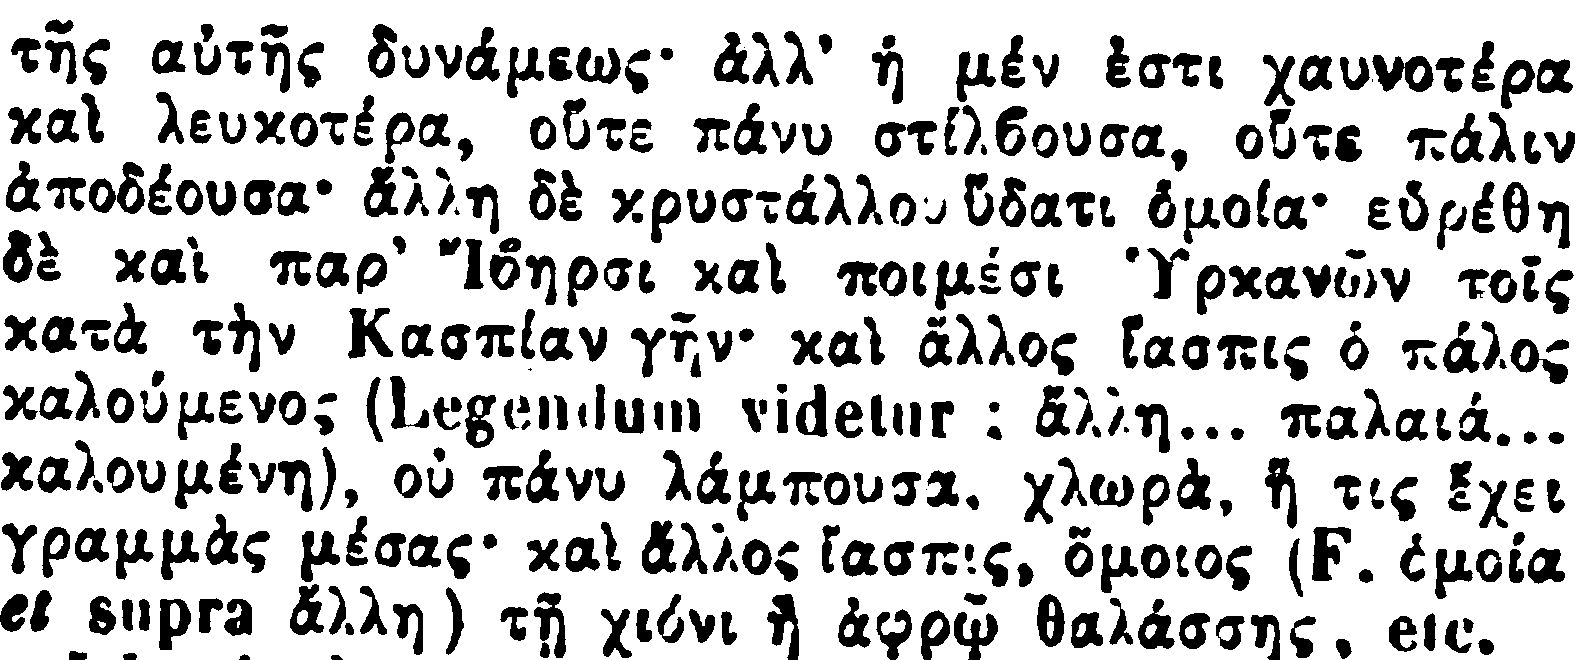 τῆς αὐτῆς δυνάμεως· ἀλλ' ἡ μέν ἐστι χαυνοτέρα
καὶ λευκοτέρα, οὔτε πάνυ στίλβουσα, οὔτε πάλιν
ἀποδέουσα· ἄλλη δὲ κρυστάλλου ὕδατι ὁμοία· εὑρέθη
δὲ καὶ παρ' Ἴβηρσι καὶ ποιμέσι Ὑρκανῶν τοῖς
κατὰ τὴν Κασπίαν γῆν· καὶ ἄλλος ἴασπις ὁ πάλος
καλούμενος (Legendum videtur : ἄλλη... παλαιά...
καλουμένη), οὐ πάνυ λάμπουσα, χλωρὰ, ἥ τις ἔχει
γραμμὰς μέσας· καὶ ἄλλος ἴασπις, ὅμοιος (F. ὁμοία
et supra ἄλλη) τῇ χιόνι ἢ ἀφρῷ θαλάσσης, etc.